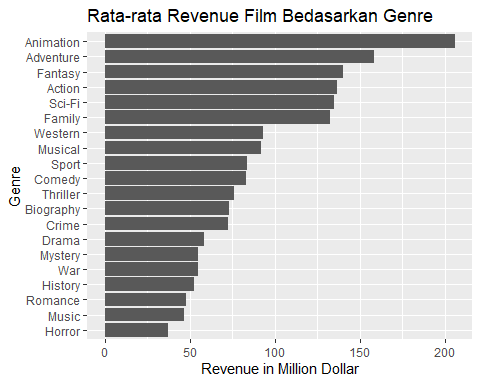 Rata-rata Revenue Film Bedasarkan Genre
Animation
Adventure
Fantasy
Action
Sci-Fi
Family
Western
Musical
Sport
Comedy
Thriller
Biography
Crime
Drama
Mystery
War
History
Romance
Music
Horror
Genre
0 50 100 150 200
Revenue in Million Dollar